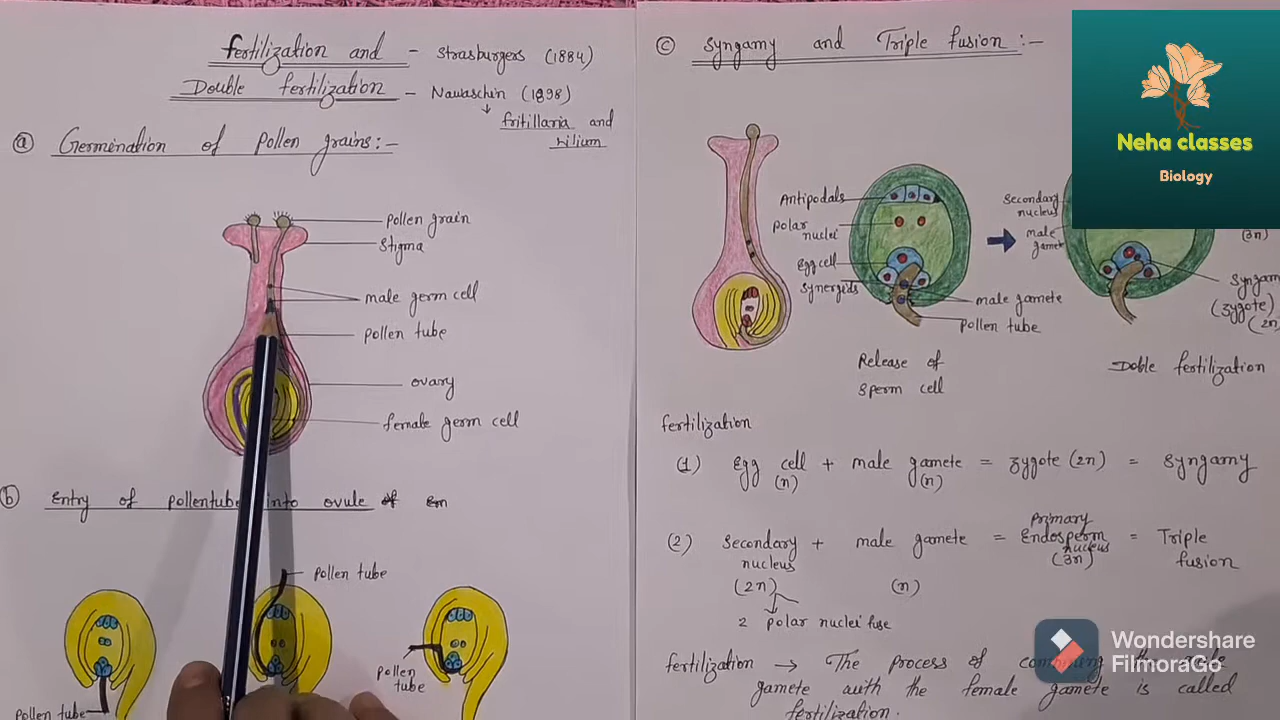 fertilization and - Strasburgers (1884)
Double fertilization - Nawaschin (1898)
fritillaria and
lilium
a Germination of pollen grains:-
pollen grain
Stigma
male germ cell
pollen tube
ovary
female germ cell
b Entry of pollentube into ovule of em
pollen tube
pollen tube
pollen tube
c Syngamy and Triple fusion :-
Antipodals
polar nuclei
Egg cell
Synergids
male gamete
pollen tube
Release of
Sperm cell
Secondary
nucleus
male
gamete
(3n)
Syngam
(zygote)
(2n)
Doble fertilization
fertilization
(1) Egg cell + male gamete = zygote (2n) = Syngamy
(n) (n)
(2) Secondary nucleus + male gamete = Primary Endosperm nucleus = Triple fusion
(2n) (n) (3n)
2 polar nuclei fuse
fertilization → The process of gamete with the female gamete is called
fertilization.
Neha classes
Biology
Wondershare
FilmoraGo